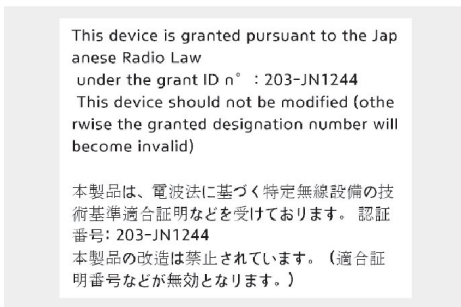 This device is granted pursuant to the Jap
anese Radio Law
under the grant ID n° : 203-JN1244
This device should not be modified (othe
rwise the granted designation number will
become invalid)
本製品は、電波法に基づく特定無線設備の技
術基準適合証明などを受けております。 認証
番号: 203-JN1244
本製品の改造は禁止されています。 (適合証
明番号などが無効となります。)